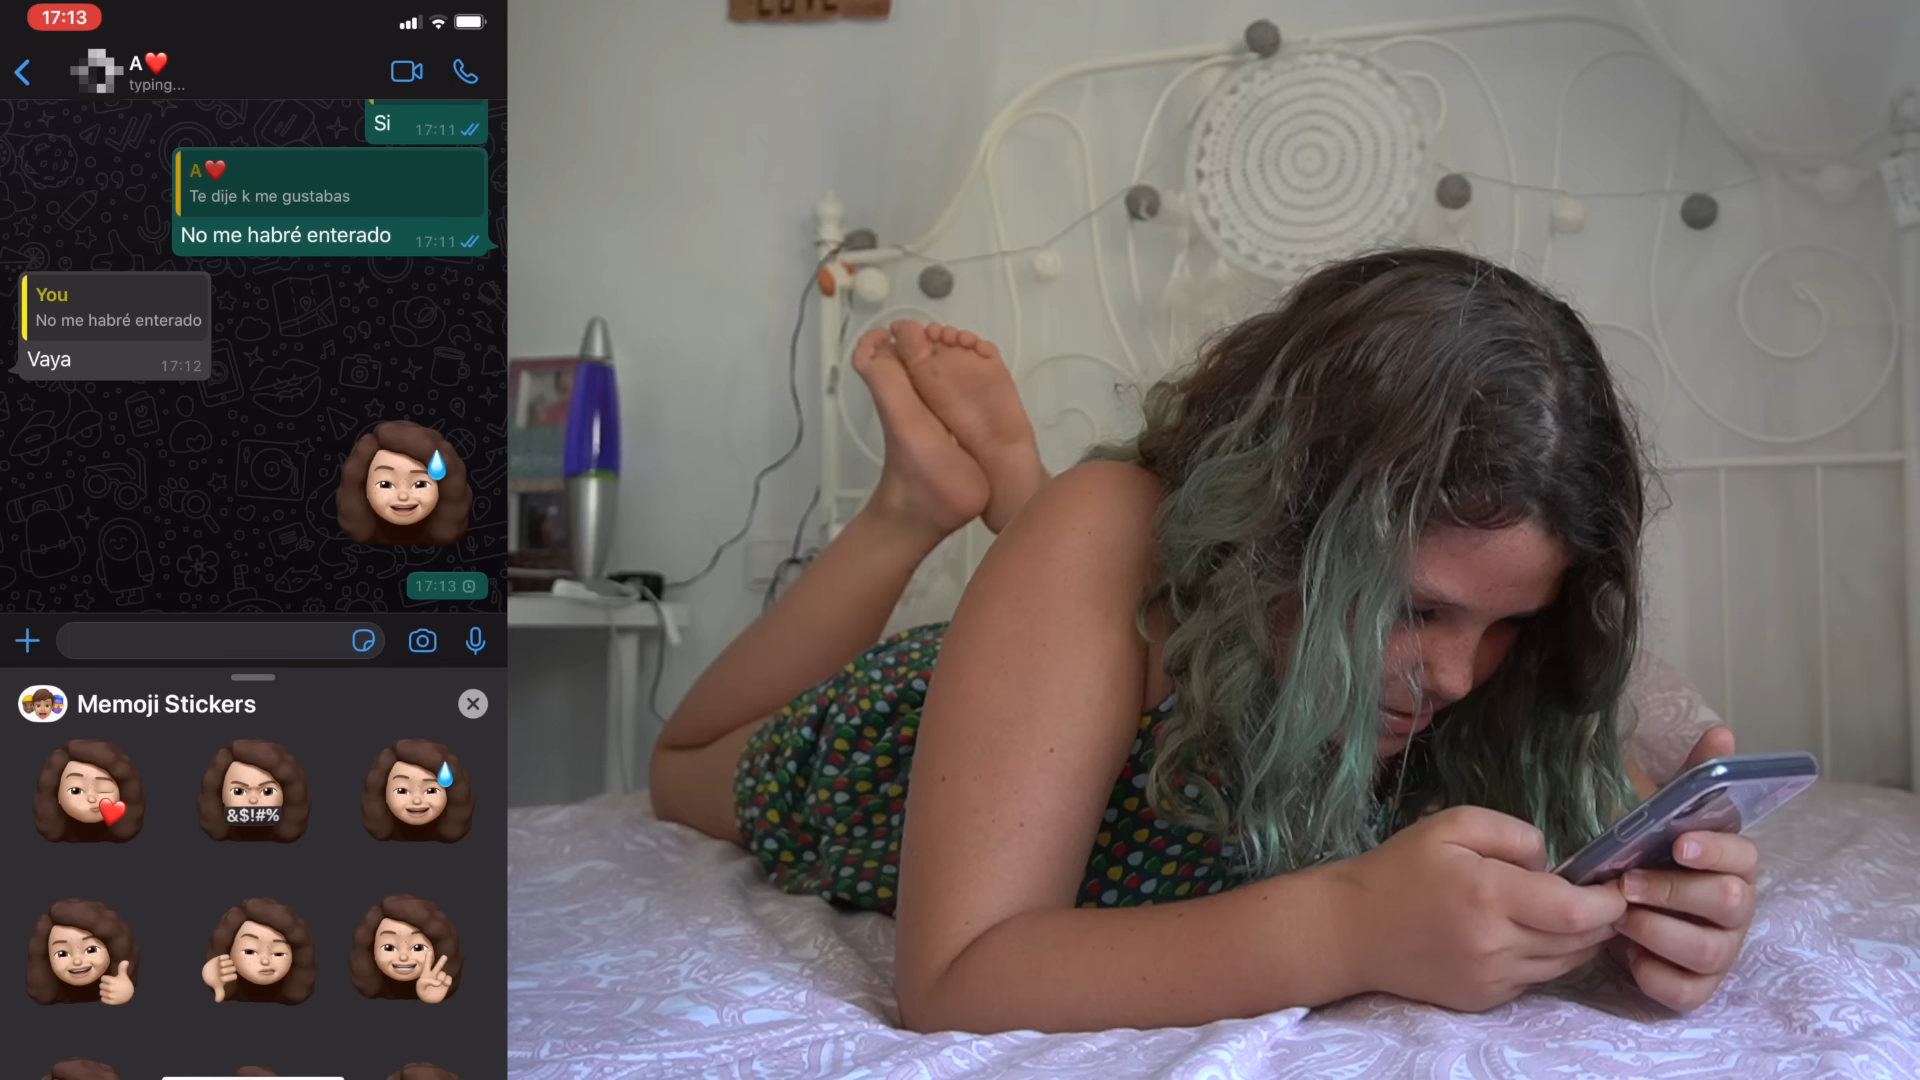 17:13
A❤️
typing...
Si
17:11
A❤️
Te dije k me gustabas
No me habré enterado
17:11
You
No me habré enterado
Vaya
17:12
17:13
Memoji Stickers
&$!#%
LOVE